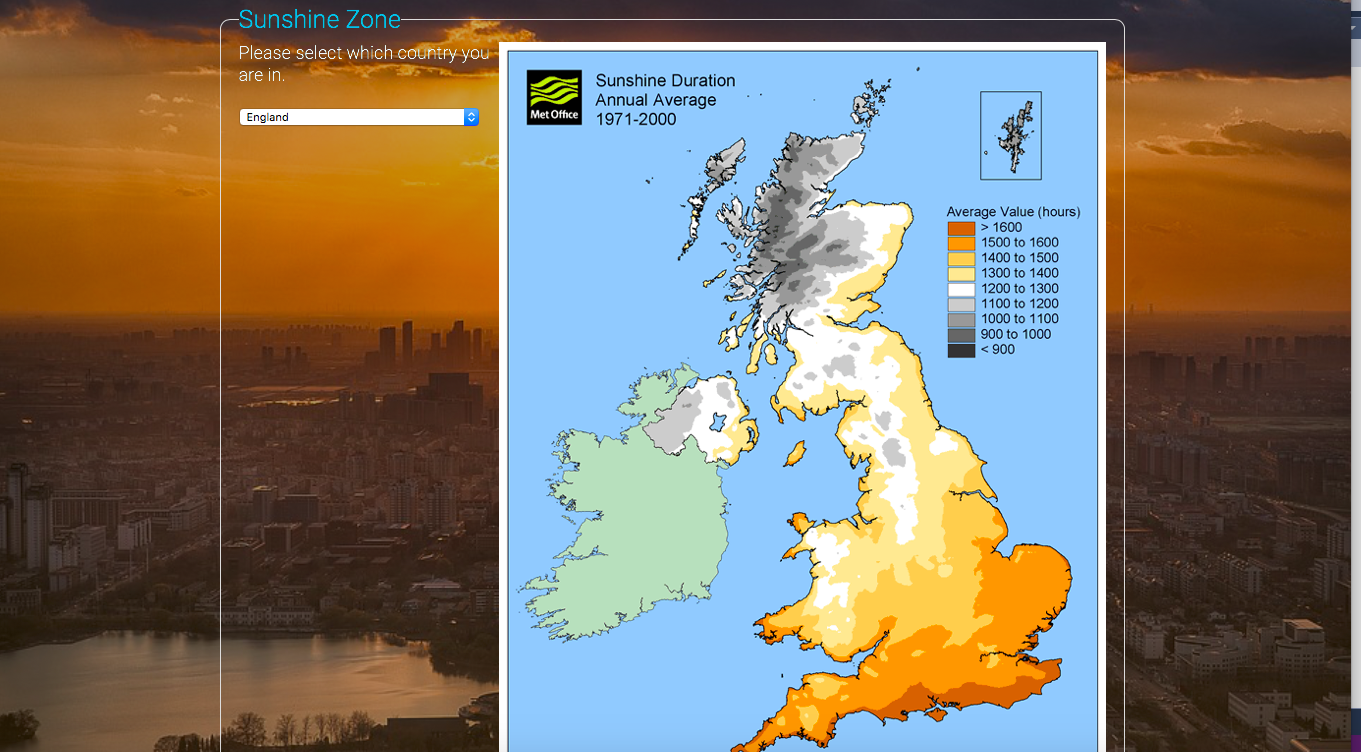 Sunshine Zone
Please select which country you
are in.
England
Met Office
Sunshine Duration
Annual Average
1971-2000
Average Value (hours)
> 1600
1500 to 1600
1400 to 1500
1300 to 1400
1200 to 1300
1100 to 1200
1000 to 1100
900 to 1000
< 900